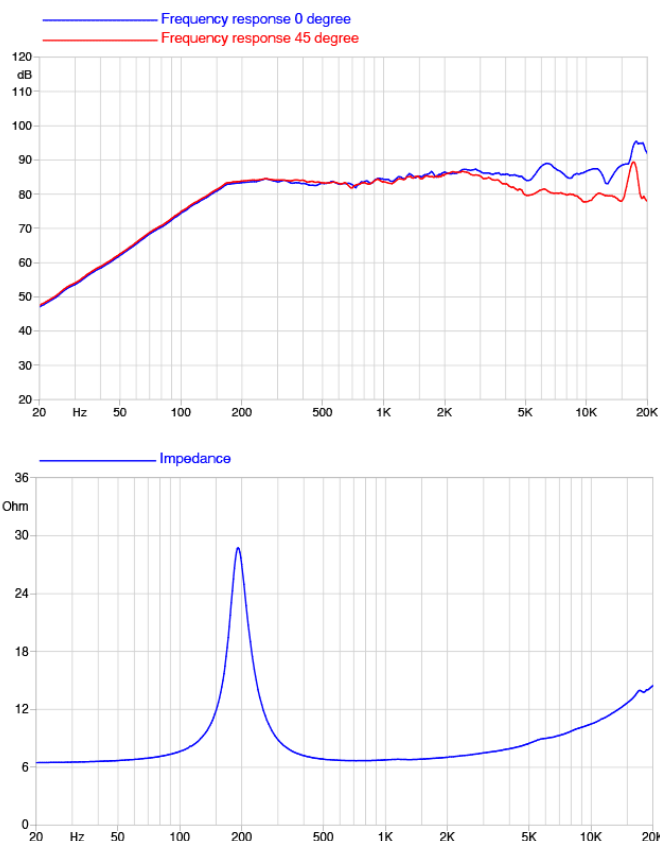 Frequency response 0 degree
Frequency response 45 degree
120
dB
110
100
90
80
70
60
50
40
30
20
20 Hz 50 100 200 500 1K 2K 5K 10K 20K
Impedance
36
Ohm
30
24
18
12
6
0
20 Hz 50 100 200 500 1K 2K 5K 10K 20K